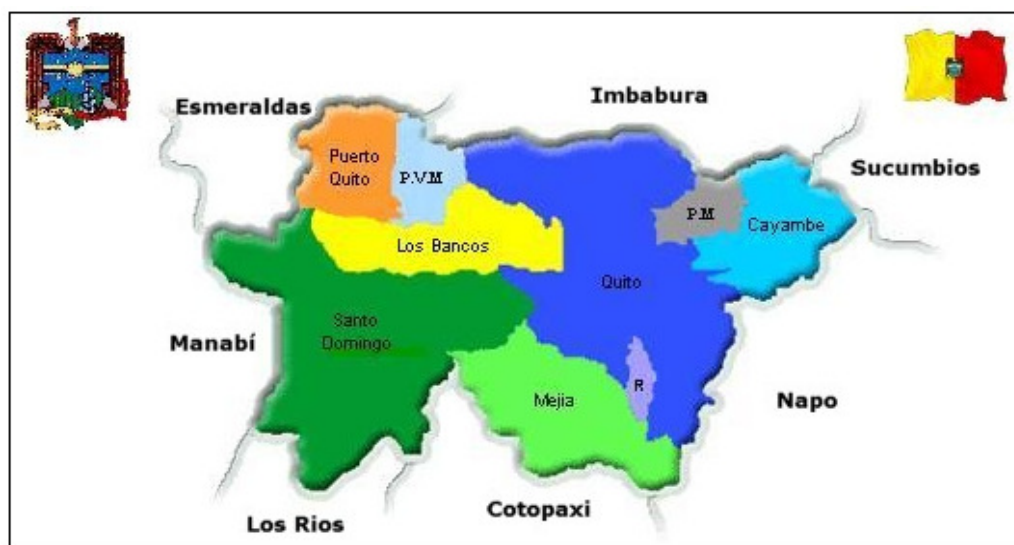 Imbabura
Esmeraldas
Sucumbios
Puerto
Quito
P.V.M
P.M
Cayambe
Los Bancos
Quito
Santo
Domingo
Manabí
R
Mejia
Napo
Cotopaxi
Los Rios